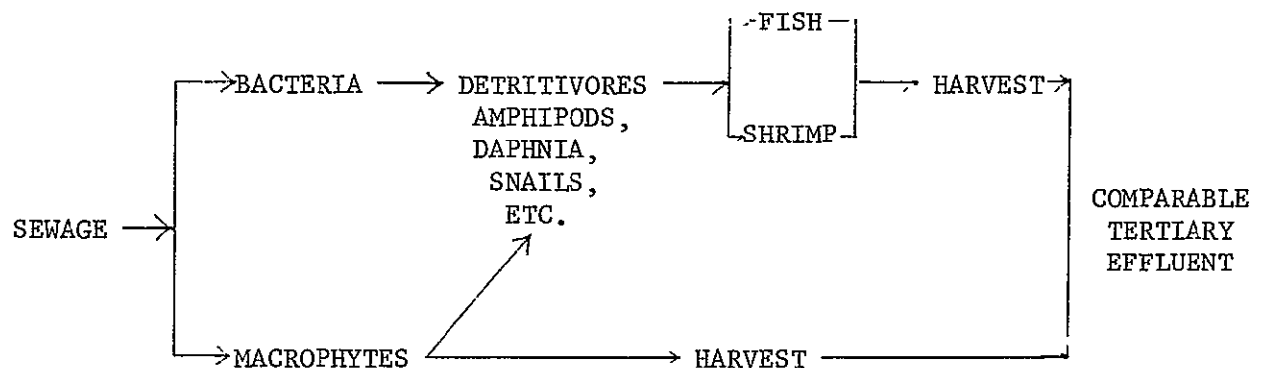 FISH
BACTERIA
DETRITIVORES
HARVEST
AMPHIPODS,
SHRIMP
DAPHNIA,
SNAILS,
ETC.
SEWAGE
COMPARABLE
TERTIARY
EFFLUENT
MACROPHYTES
HARVEST